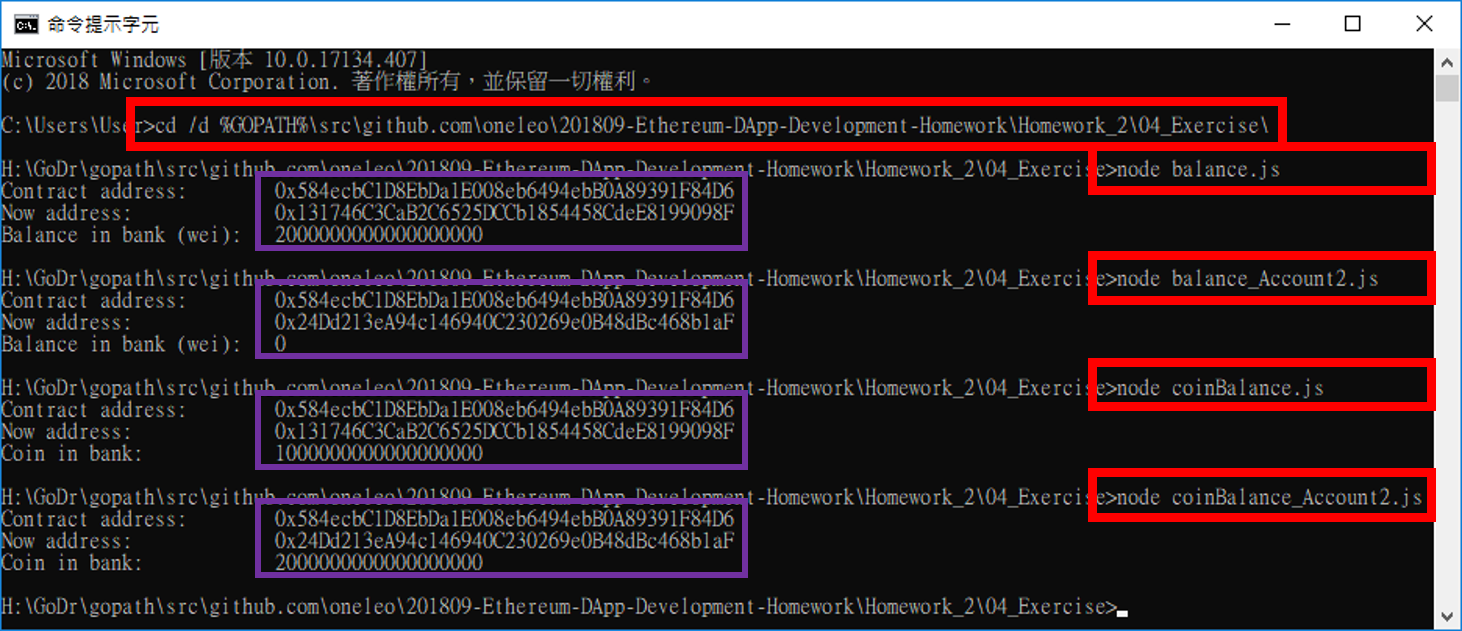 命令提示字元
Microsoft Windows [版本 10.0.17134.407]
(c) 2018 Microsoft Corporation. 著作權所有，並保留一切權利。
C:\Users\User>cd /d %GOPATH%\src\github.com\oneleo\201809-Ethereum-DApp-Development-Homework\Homework_2\04_Exercise\
H:\GoDr\gopath\src\github.com\oneleo\201809-Ethereum-DApp-Development-Homework\Homework_2\04_Exercise>node balance.js
Contract address: 0x584ecbC1D8EbDa1E008eb6494ebB0A89391F84D6
Now address: 0x131746C3CaB2C6525DCCb1854458CdeE8199098F
Balance in bank (wei): 2000000000000000000
H:\GoDr\gopath\src\github.com\oneleo\201809-Ethereum-DApp-Development-Homework\Homework_2\04_Exercise>node balance_Account2.js
Contract address: 0x584ecbC1D8EbDa1E008eb6494ebB0A89391F84D6
Now address: 0x24Dd213eA94c146940C230269e0B48dBc468b1aF
Balance in bank (wei): 0
H:\GoDr\gopath\src\github.com\oneleo\201809-Ethereum-DApp-Development-Homework\Homework_2\04_Exercise>node coinBalance.js
Contract address: 0x584ecbC1D8EbDa1E008eb6494ebB0A89391F84D6
Now address: 0x131746C3CaB2C6525DCCb1854458CdeE8199098F
Coin in bank: 1000000000000000000
H:\GoDr\gopath\src\github.com\oneleo\201809-Ethereum-DApp-Development-Homework\Homework_2\04_Exercise>node coinBalance_Account2.js
Contract address: 0x584ecbC1D8EbDa1E008eb6494ebB0A89391F84D6
Now address: 0x24Dd213eA94c146940C230269e0B48dBc468b1aF
Coin in bank: 2000000000000000000
H:\GoDr\gopath\src\github.com\oneleo\201809-Ethereum-DApp-Development-Homework\Homework_2\04_Exercise>